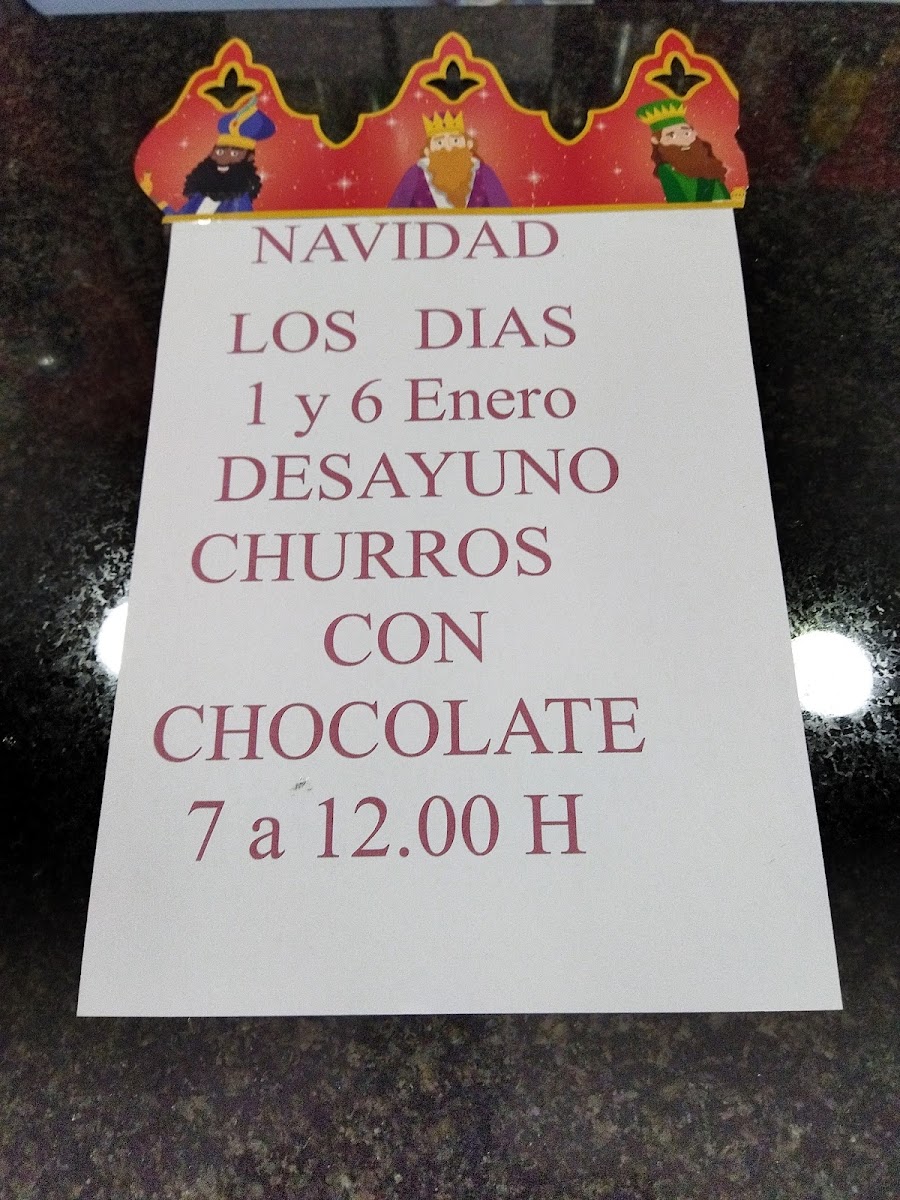 NAVIDAD
LOS DIAS
1 y 6 Enero
DESAYUNO
CHURROS
CON
CHOCOLATE
7 a 12.00 H